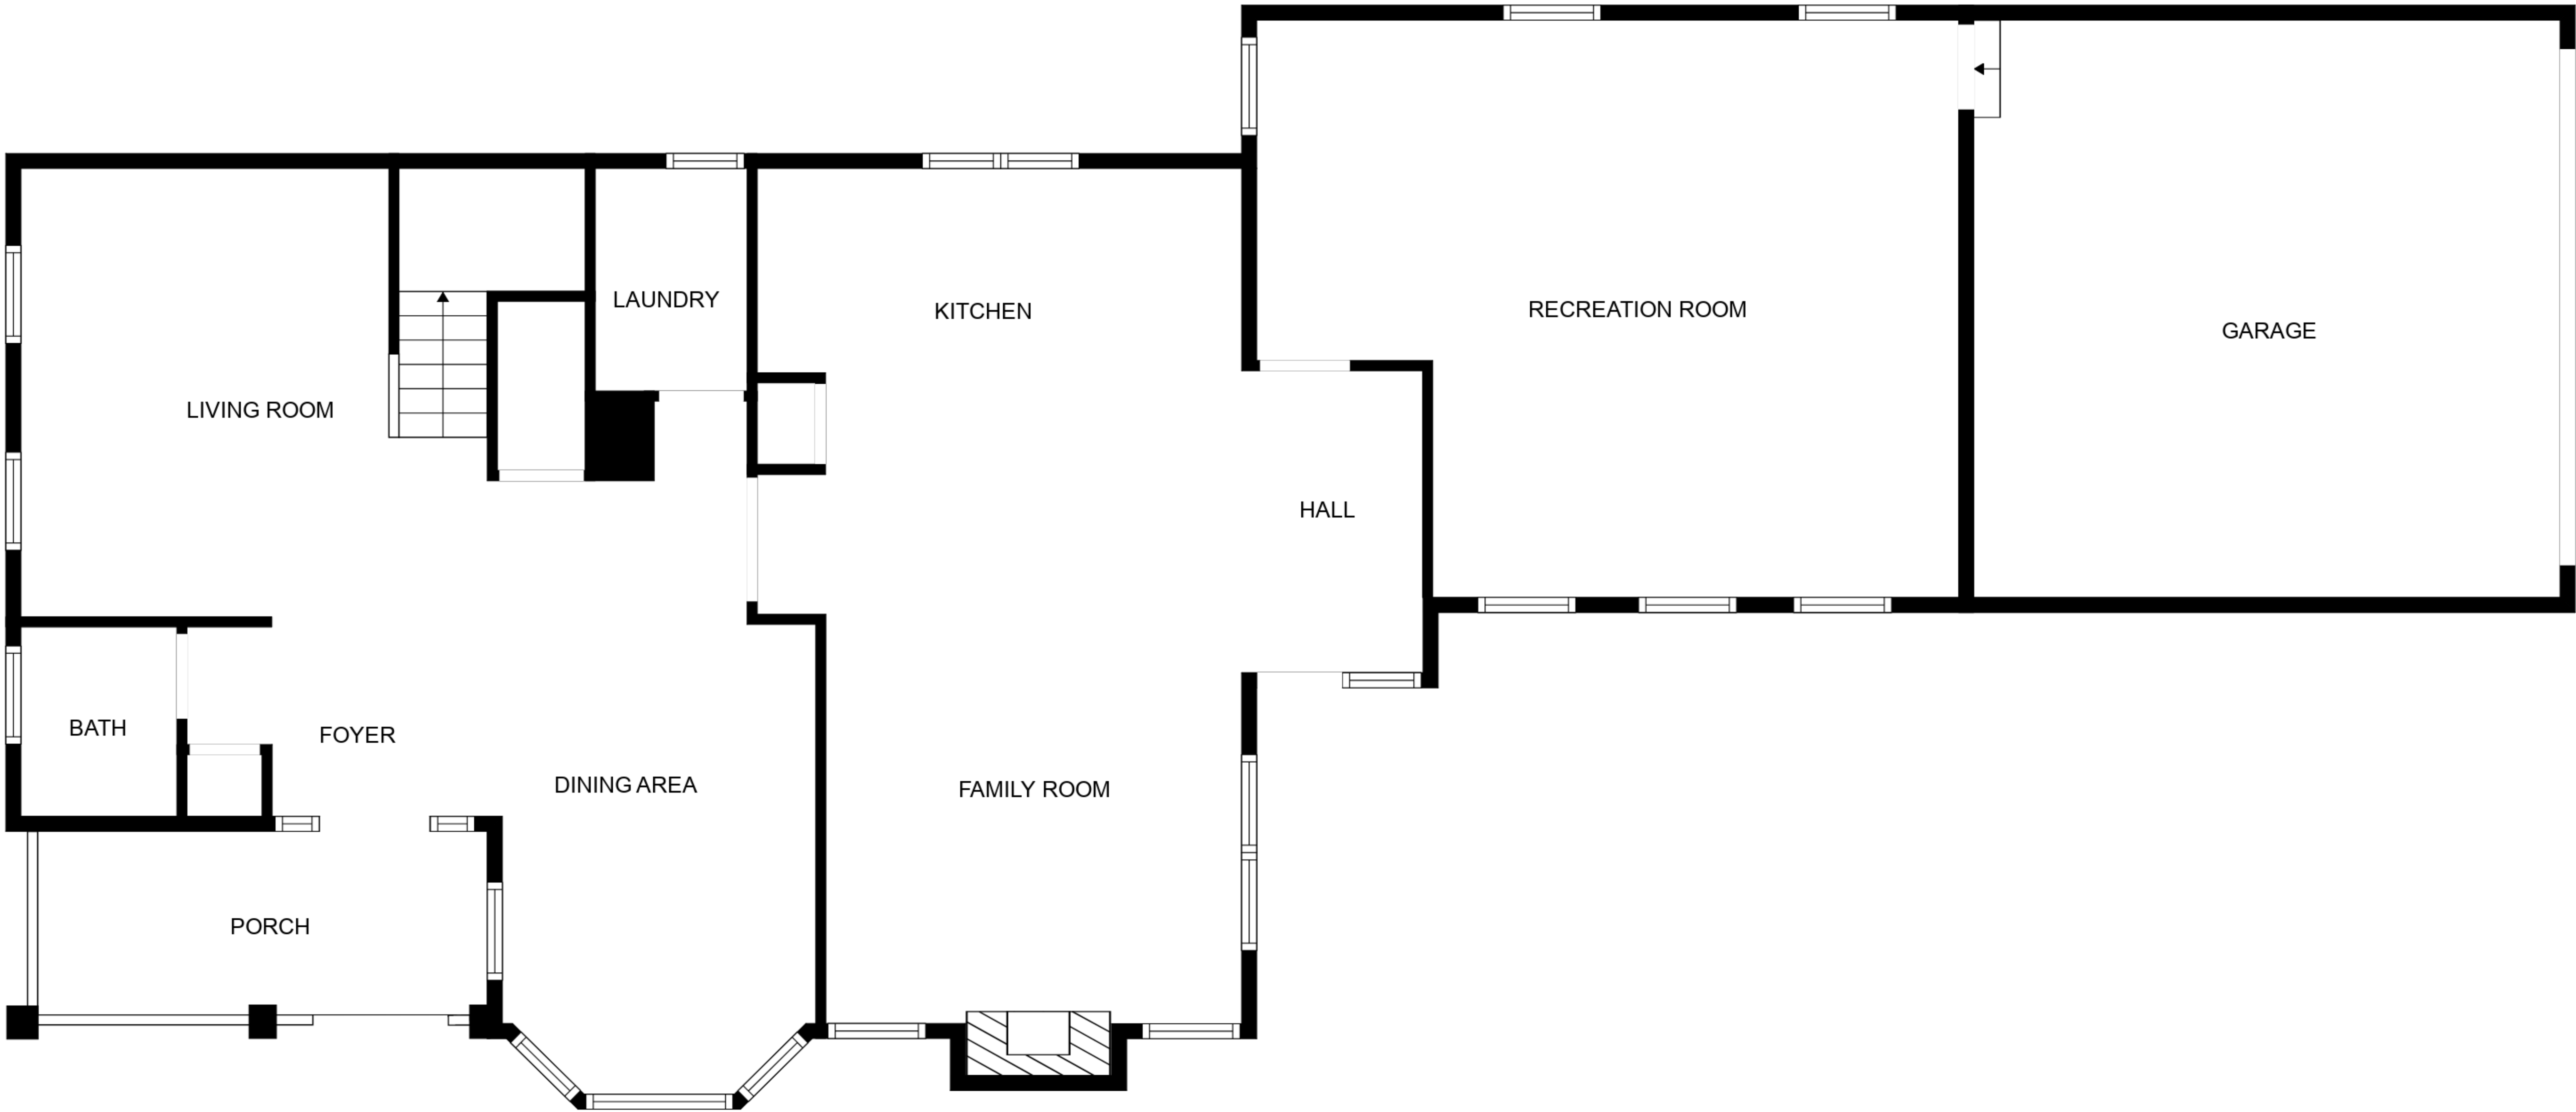 RECREATION ROOM
GARAGE
LAUNDRY
KITCHEN
LIVING ROOM
HALL
BATH
FOYER
DINING AREA
FAMILY ROOM
PORCH